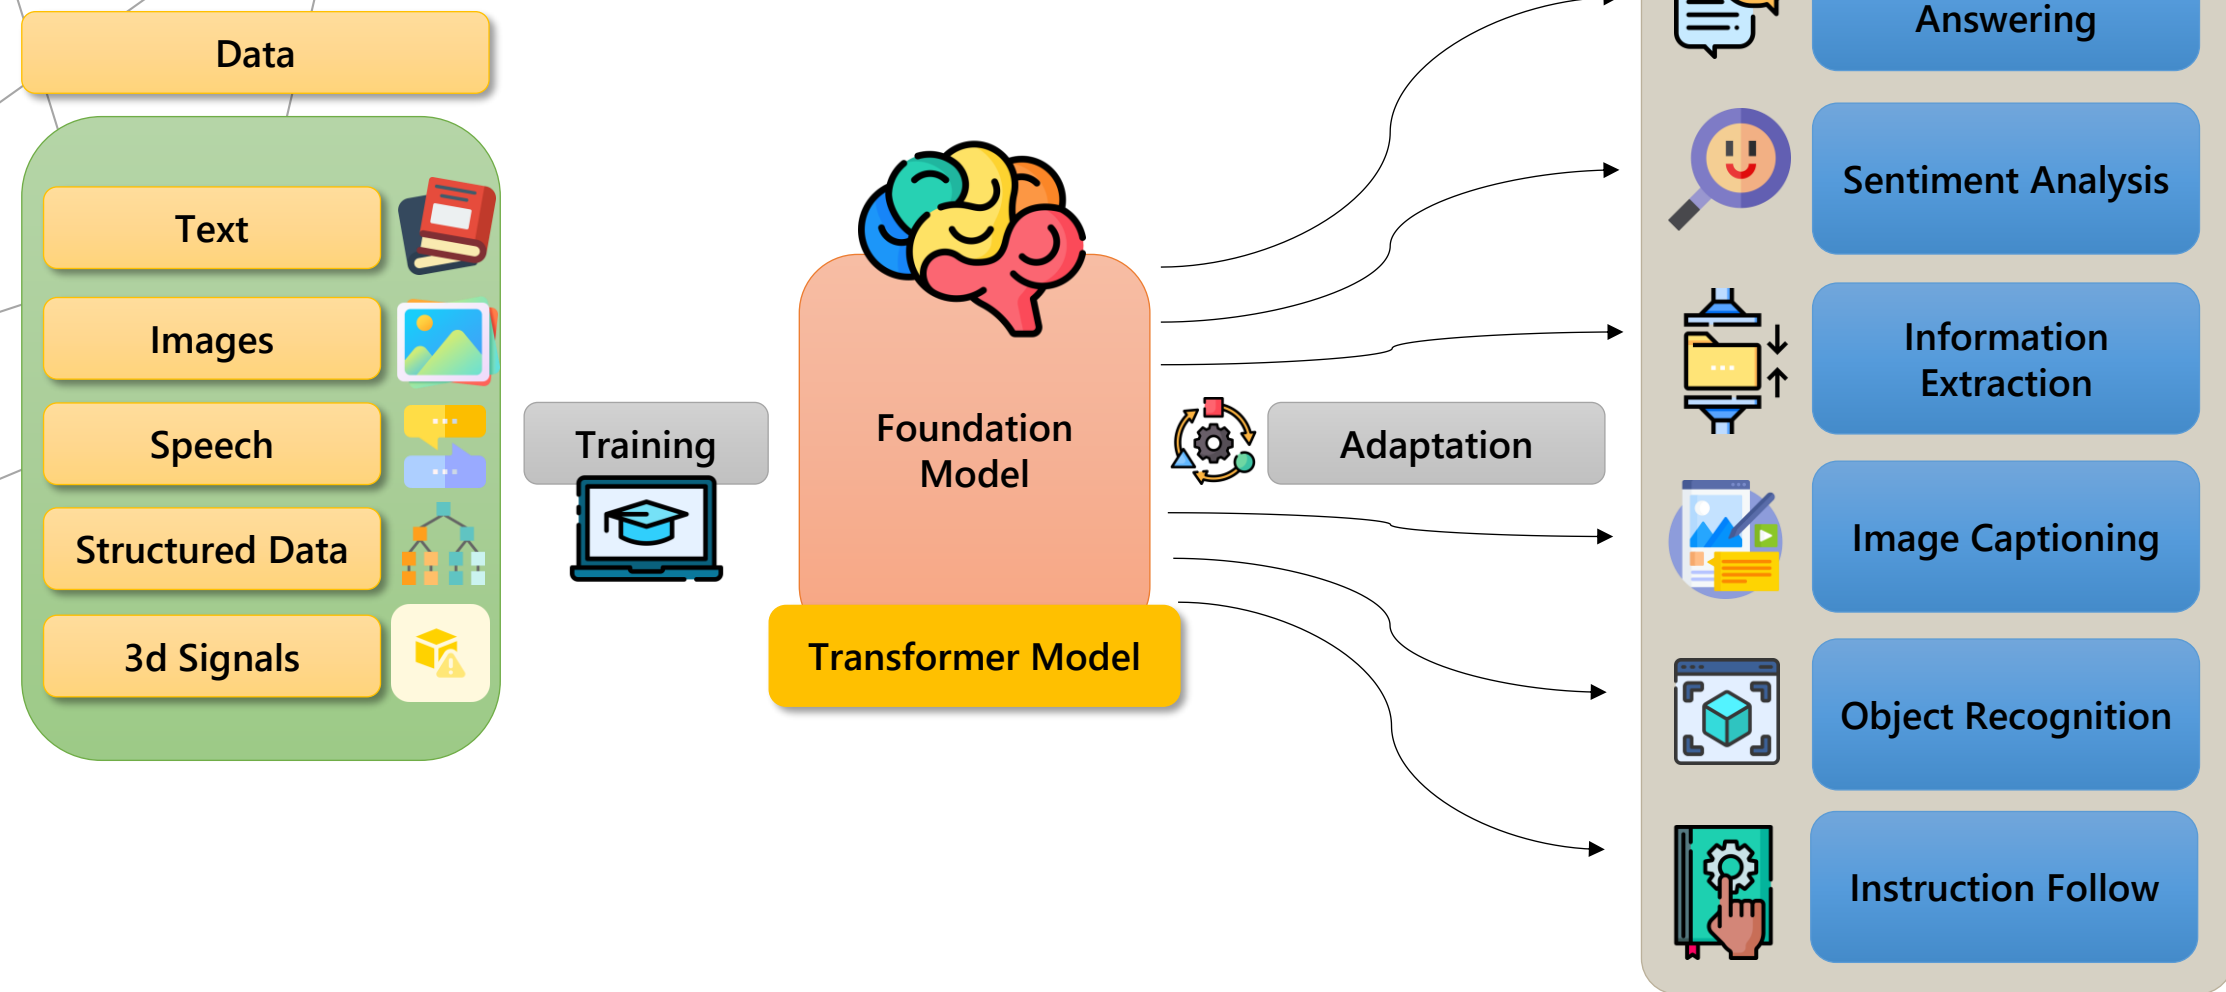 Data
Text
Images
Speech
Structured Data
3d Signals
Training
Foundation
Model
Transformer Model
Adaptation
Answering
Sentiment Analysis
Information
Extraction
Image Captioning
Object Recognition
Instruction Follow